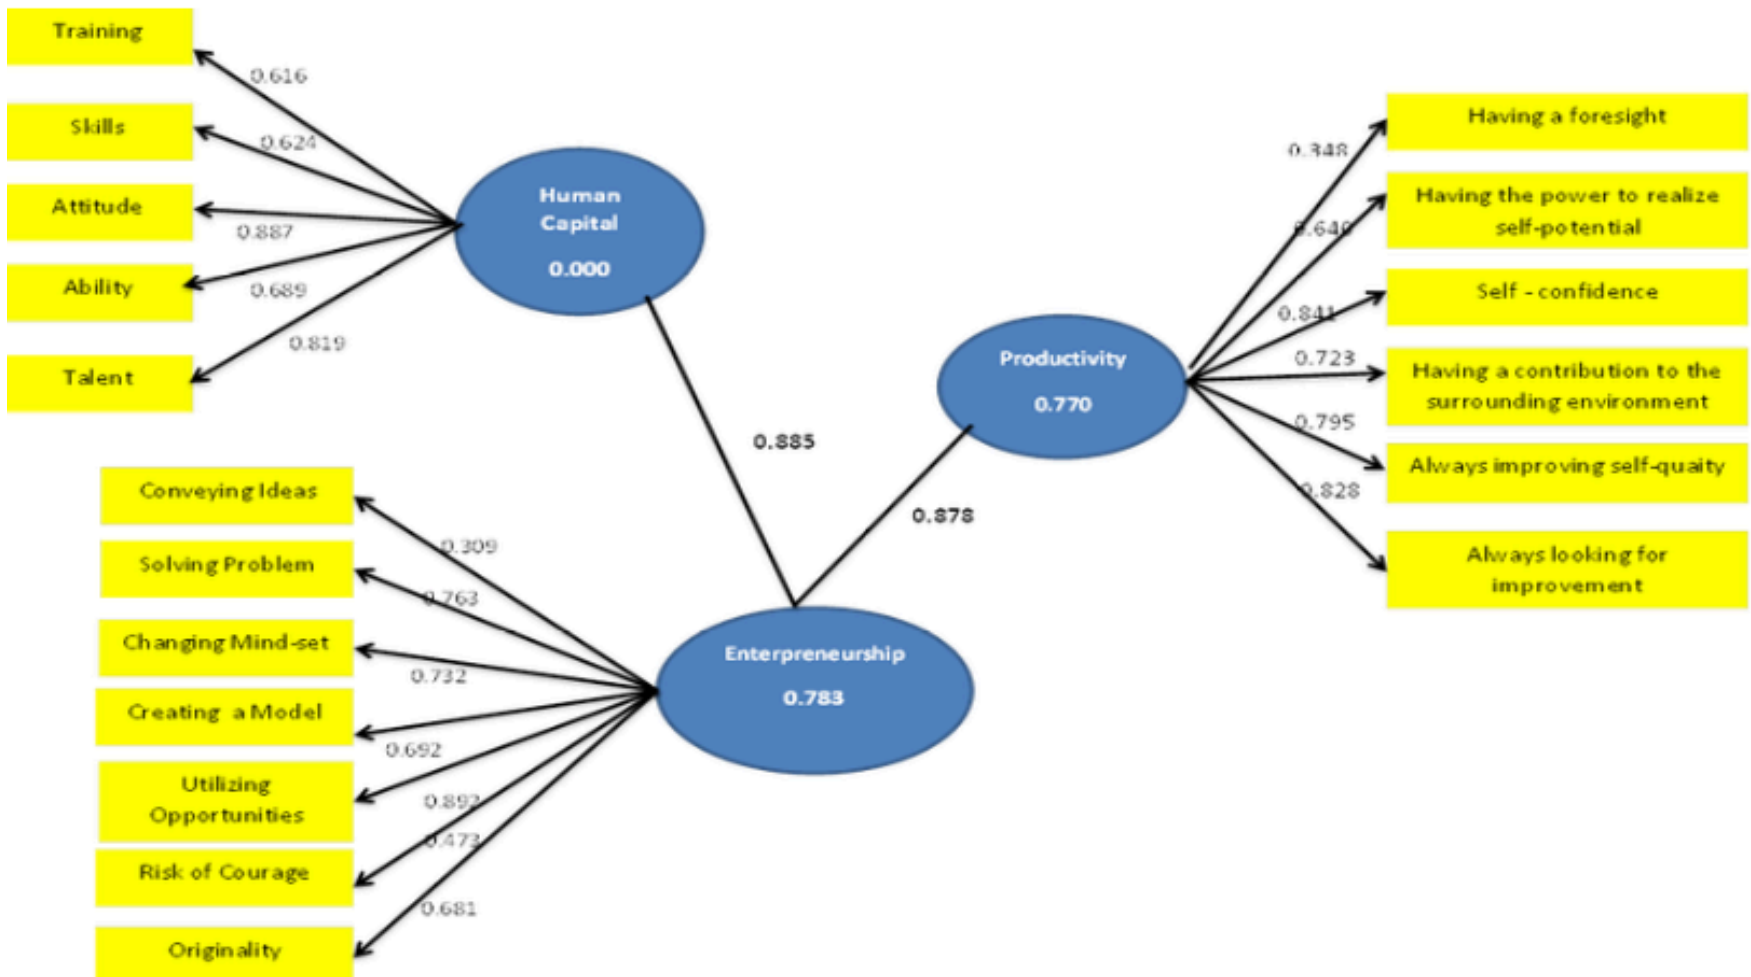 Training
0.616
Skills
0.624
Attitude
0.887
Ability
0.689
Talent
0.819
Human
Capital
0.000
Having a foresight
0.348
Having the power to realize
self-potential
0.640
Self - confidence
0.841
Productivity
0.770
0.723
Having a contribution to the
surrounding environment
0.795
Always improving self-quaity
0.828
Always looking for
improvement
0.885
0.878
Conveying Ideas
0.309
Solving Problem
0.763
Changing Mind-set
0.732
Enterpreneurship
0.783
Creating a Model
0.692
Utilizing
Opportunities
0.892
0.473
Risk of Courage
0.681
Originality